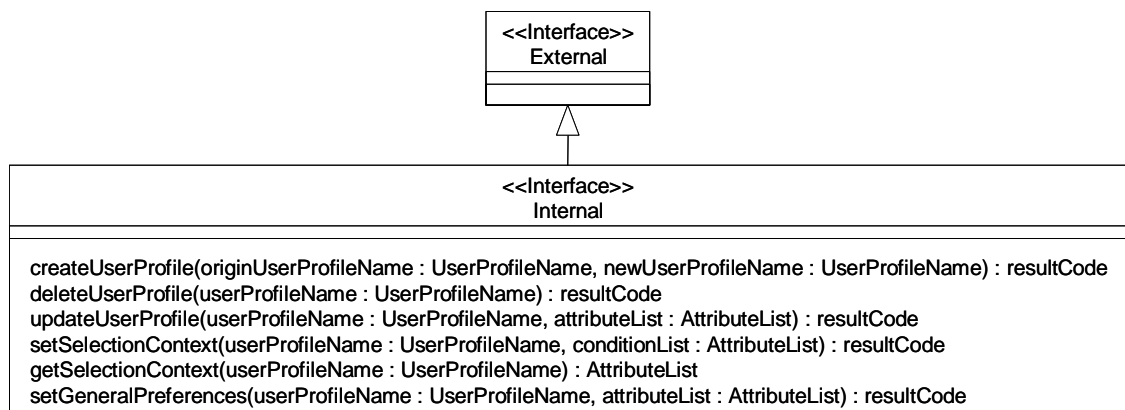 <<Interface>>
External
<<Interface>>
Internal
createUserProfile(originUserProfileName : UserProfileName, newUserProfileName : UserProfileName) : resultCode
deleteUserProfile(userProfileName : UserProfileName) : resultCode
updateUserProfile(userProfileName : UserProfileName, attributeList : AttributeList) : resultCode
setSelectionContext(userProfileName : UserProfileName, conditionList : AttributeList) : resultCode
getSelectionContext(userProfileName : UserProfileName) : AttributeList
setGeneralPreferences(userProfileName : UserProfileName, attributeList : AttributeList) : resultCode